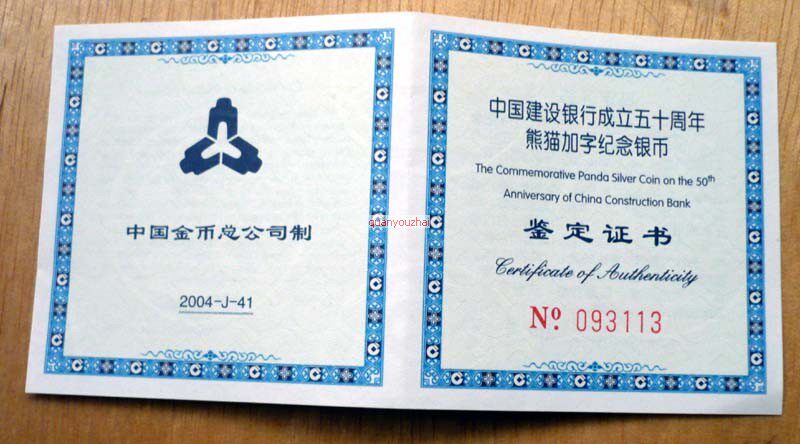 中国金币总公司制
2004-J-41
中国建设银行成立五十周年
熊猫加字纪念银币
The Commemorative Panda Silver Coin on the 50th
Anniversary of China Construction Bank
鉴定证书
Certificate of Authenticity
Nº 093113
quanyouzhai